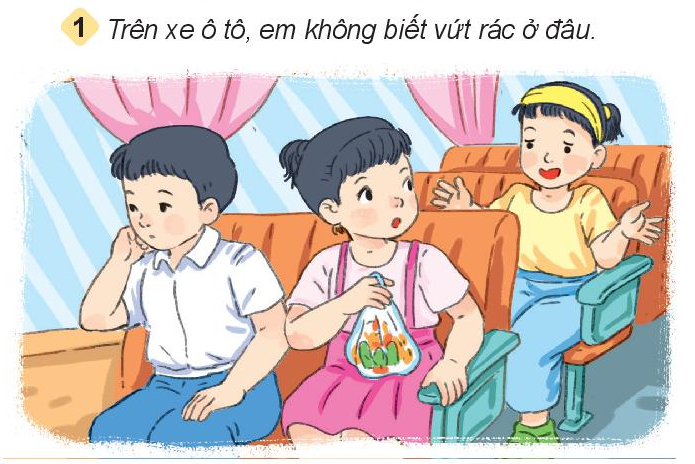 1 Trên xe ô tô, em không biết vứt rác ở đâu.